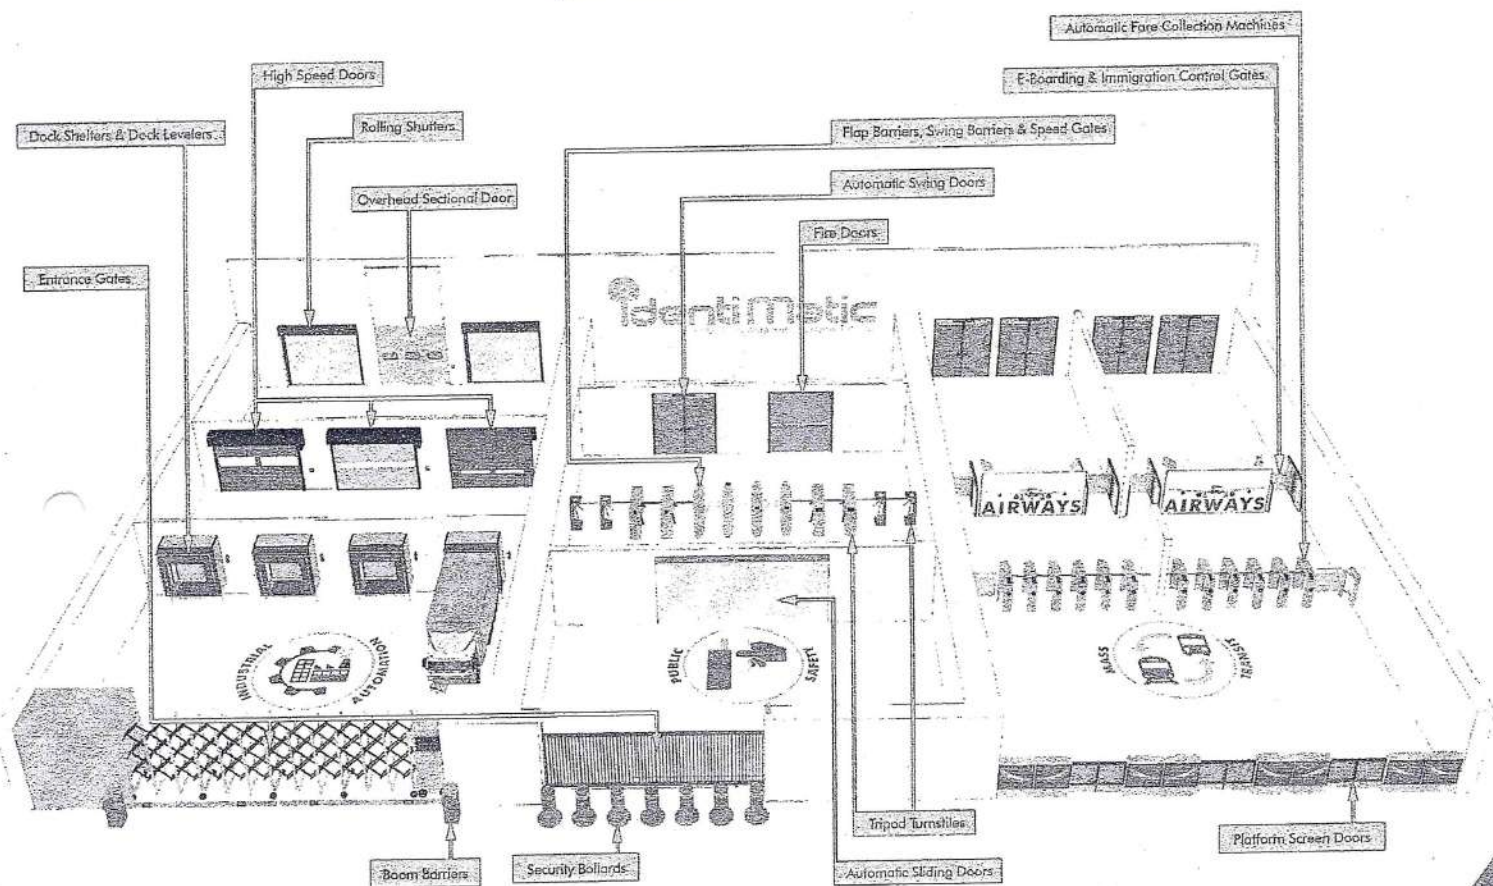 Automatic Fare Collection Machines
High Speed Doors
E-Boarding & Immigration Control Gates
Dock Shelters & Dock Levelers
Rolling Shutters
Flap Barriers, Swing Barriers & Speed Gates
Overhead Sectional Door
Automatic Swing Doors
Fire Doors
Entrance Gates
identimatic
AIRWAYS
AIRWAYS
INDUSTRIAL
AUTOMATION
PUBLIC
SAFETY
MASS
TRANSIT
Tripod Turnstiles
Platform Screen Doors
Boom Barriers
Security Bollards
Automatic Sliding Doors